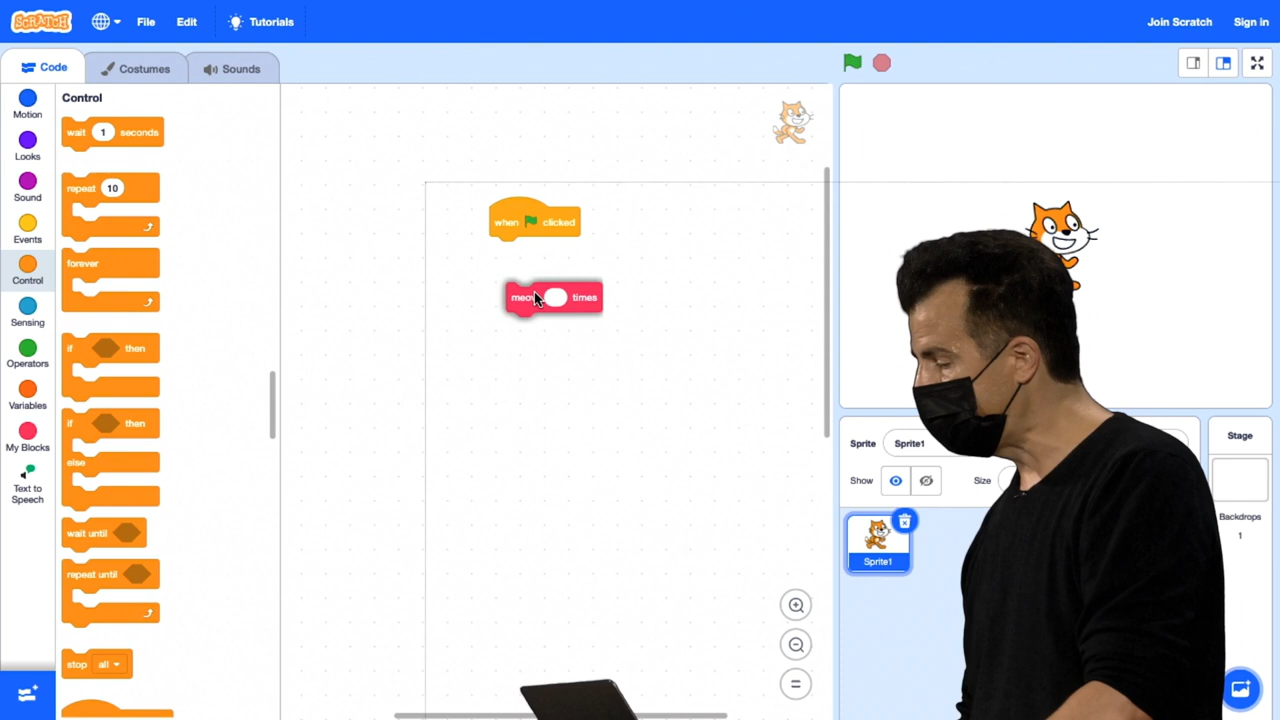 SCRATCH File Edit Tutorials Join Scratch Sign in
Code Costumes Sounds
Motion
Looks
Sound
Events
Control
Sensing
Operators
Variables
My Blocks
Text to
Speech
Control
wait 1 seconds
repeat 10
forever
if then
if then
else
wait until
repeat until
stop all
when clicked
times
Sprite Sprite1
Show Size
Sprite1
Stage
Backdrops
1